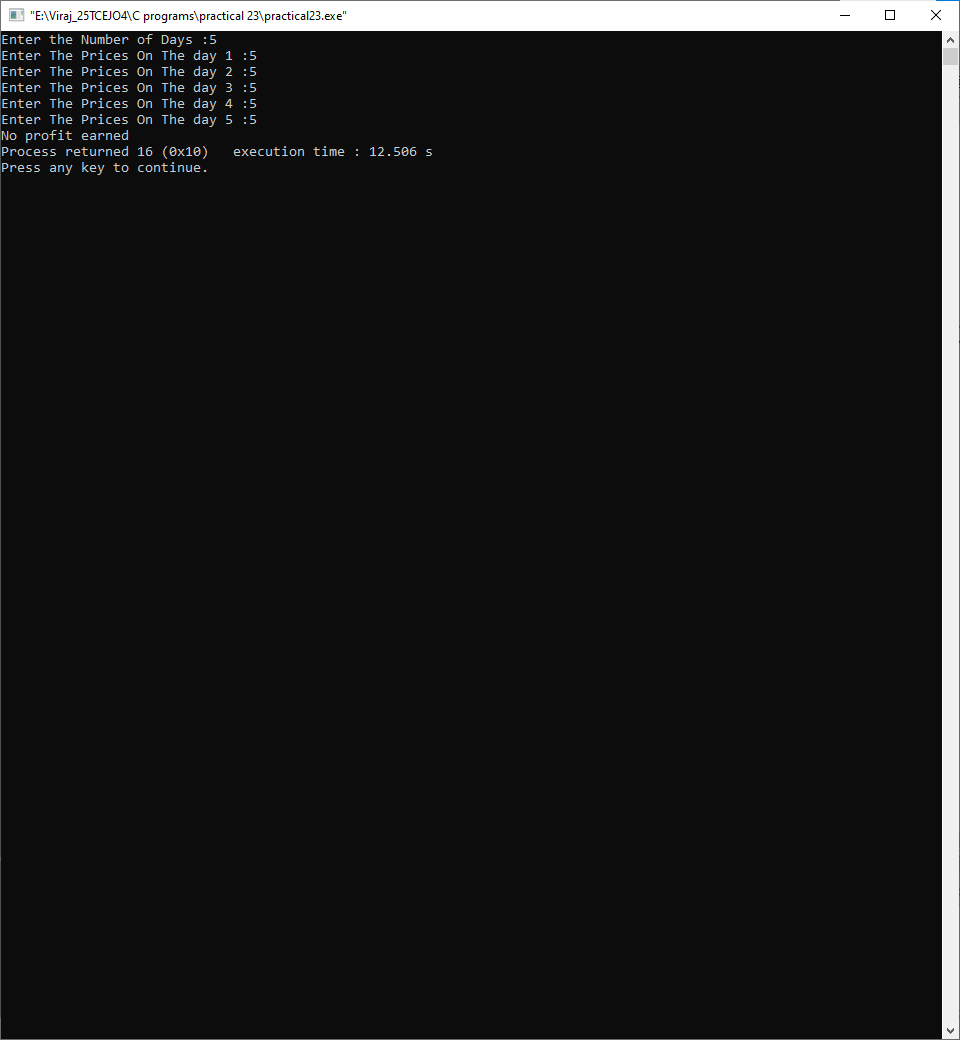 "E:\Viraj_25TCEJO4\C programs\practical 23\practical23.exe"
Enter the Number of Days :5
Enter The Prices On The day 1 :5
Enter The Prices On The day 2 :5
Enter The Prices On The day 3 :5
Enter The Prices On The day 4 :5
Enter The Prices On The day 5 :5
No profit earned
Process returned 16 (0x10)   execution time : 12.506 s
Press any key to continue.